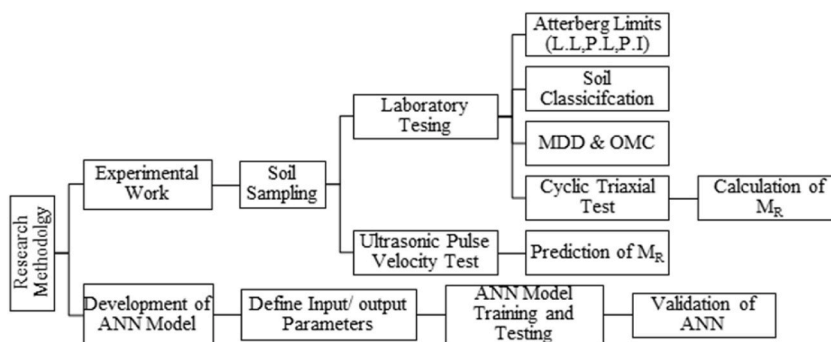 Research
Methodolgy
Experimental
Work
Soil
Sampling
Laboratory
Tesing
Atterberg Limits
(L.L,P.L,P.I)
Soil
Classicifcation
MDD & OMC
Cyclic Triaxial
Test
Calculation of
MR
Ultrasonic Pulse
Velocity Test
Prediction of MR
Development of
ANN Model
Define Input/ output
Parameters
ANN Model
Training and
Testing
Validation of
ANN